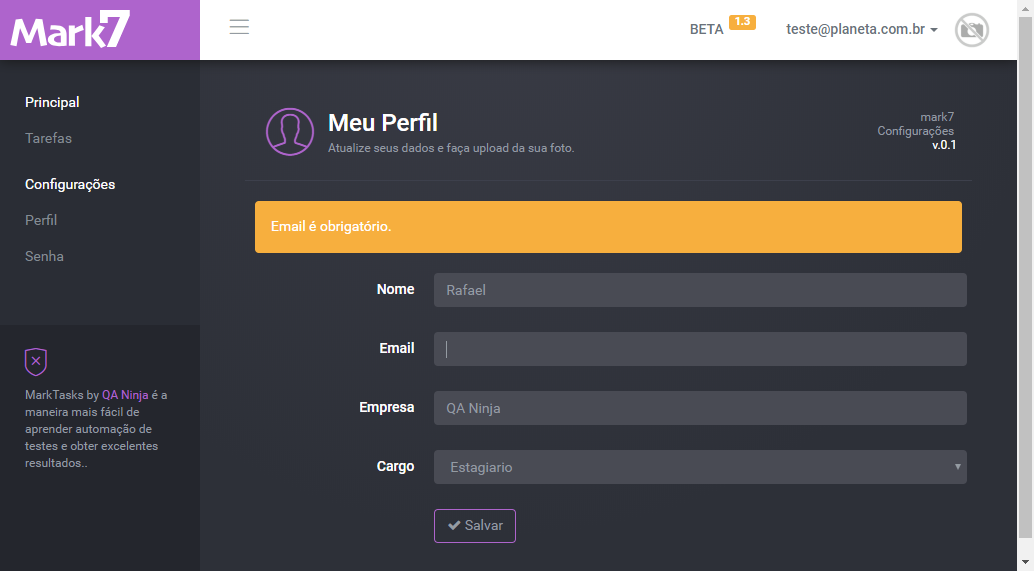 Mark7
BETA 1.3
teste@planeta.com.br
Principal
Tarefas
Configurações
Perfil
Senha
MarkTasks by QA Ninja é a
maneira mais fácil de
aprender automação de
testes e obter excelentes
resultados..
Meu Perfil
Atualize seus dados e faça upload da sua foto.
mark7
Configurações
v.0.1
Email é obrigatório.
Nome Rafael
Email
Empresa QA Ninja
Cargo Estagiario
Salvar